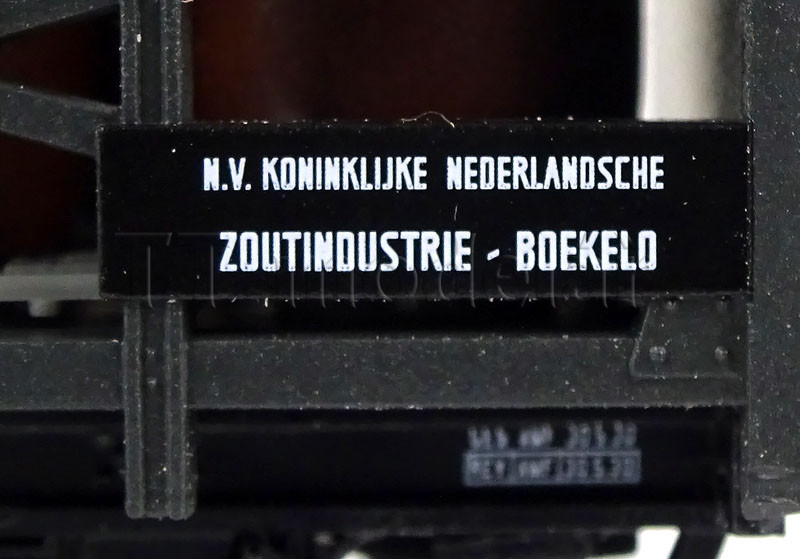 N.V. KONINKLIJKE NEDERLANDSCHE
ZOUTINDUSTRIE - BOEKELO